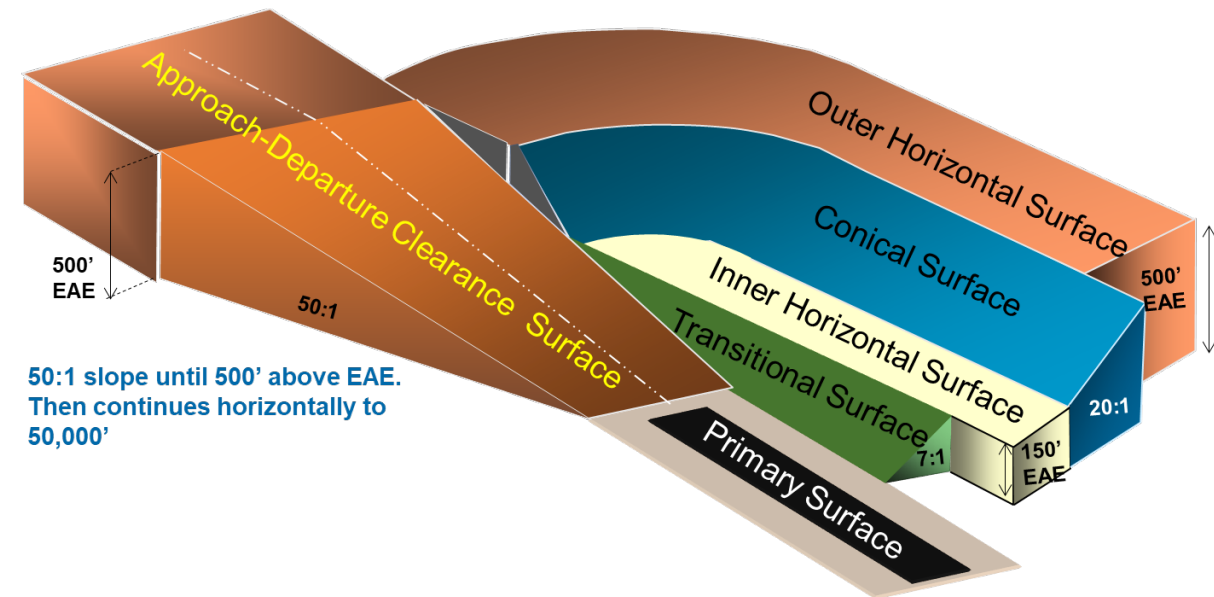 Approach-Departure Clearance Surface
Outer Horizontal Surface
Conical Surface
Inner Horizontal Surface
Transitional Surface
Primary Surface
500'
EAE
50:1
500'
EAE
20:1
150'
EAE
7:1
50:1 slope until 500' above EAE.
Then continues horizontally to
50,000'